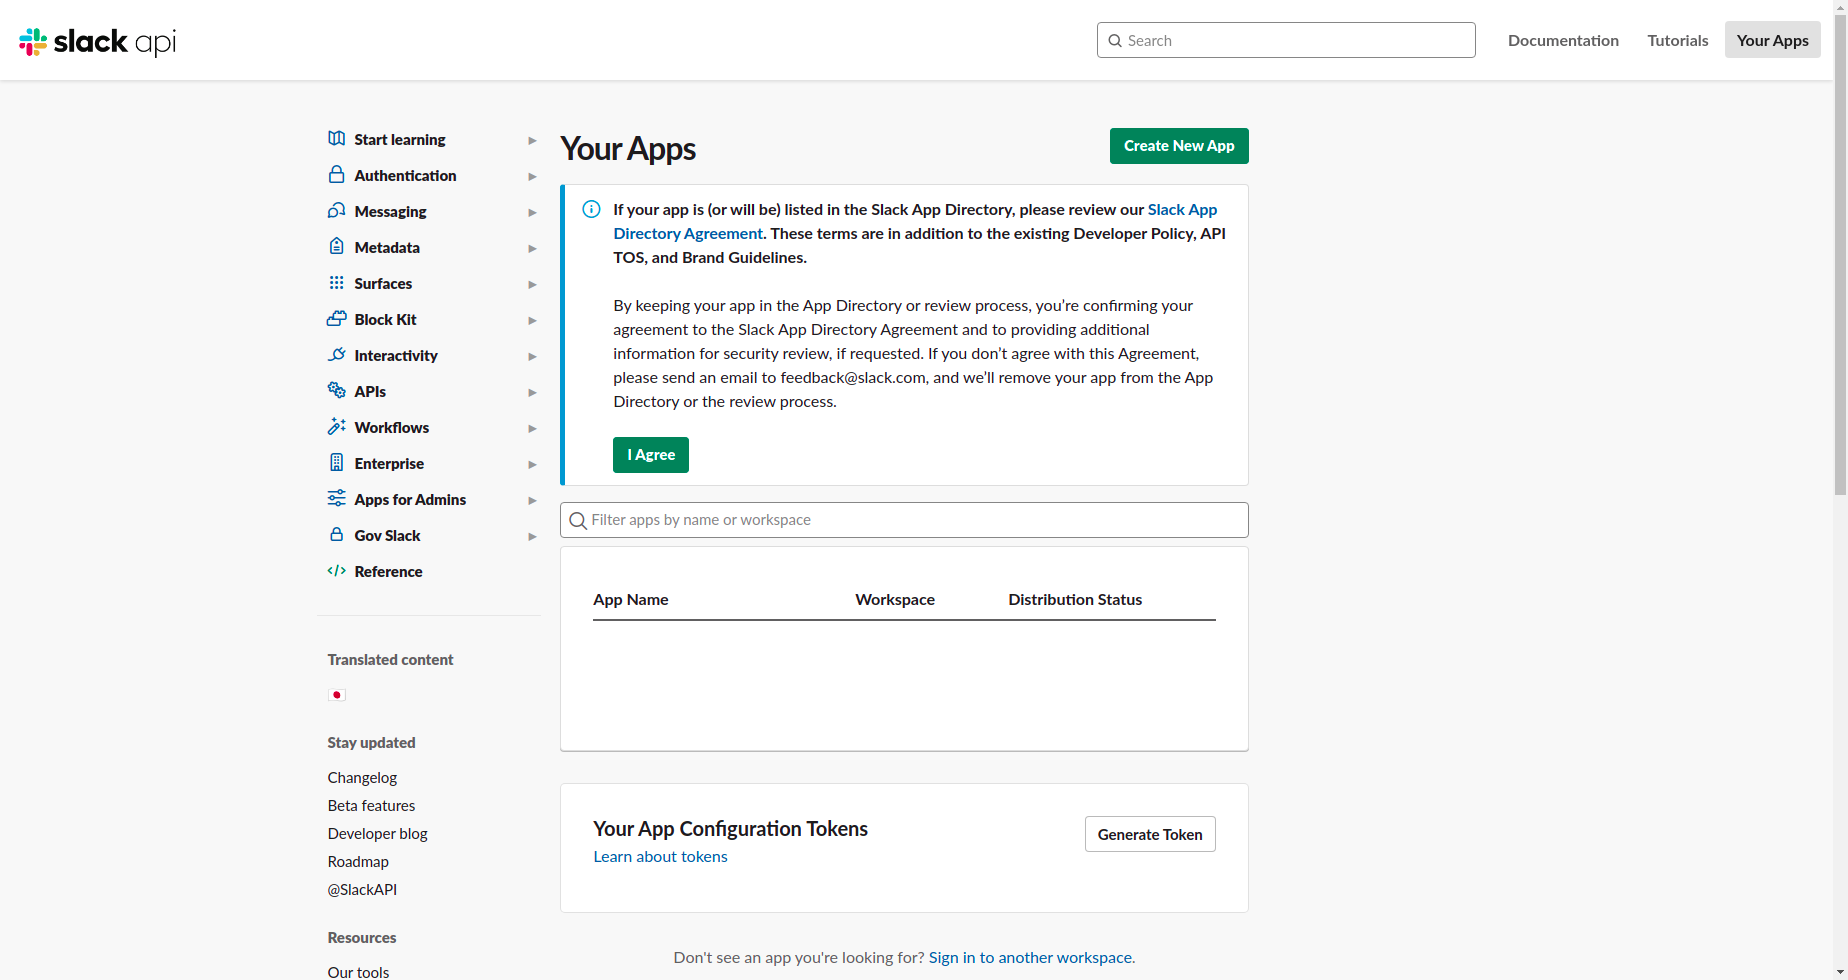 slack api
Search
Documentation
Tutorials
Your Apps
Start learning
Authentication
Messaging
Metadata
Surfaces
Block Kit
Interactivity
APIs
Workflows
Enterprise
Apps for Admins
Gov Slack
Reference
Translated content
Stay updated
Changelog
Beta features
Developer blog
Roadmap
@SlackAPI
Resources
Our tools
Your Apps
Create New App
If your app is (or will be) listed in the Slack App Directory, please review our Slack App
Directory Agreement. These terms are in addition to the existing Developer Policy, API
TOS, and Brand Guidelines.
By keeping your app in the App Directory or review process, you’re confirming your
agreement to the Slack App Directory Agreement and to providing additional
information for security review, if requested. If you don’t agree with this Agreement,
please send an email to feedback@slack.com, and we’ll remove your app from the App
Directory or the review process.
I Agree
Filter apps by name or workspace
App Name
Workspace
Distribution Status
Your App Configuration Tokens
Learn about tokens
Generate Token
Don't see an app you're looking for? Sign in to another workspace.